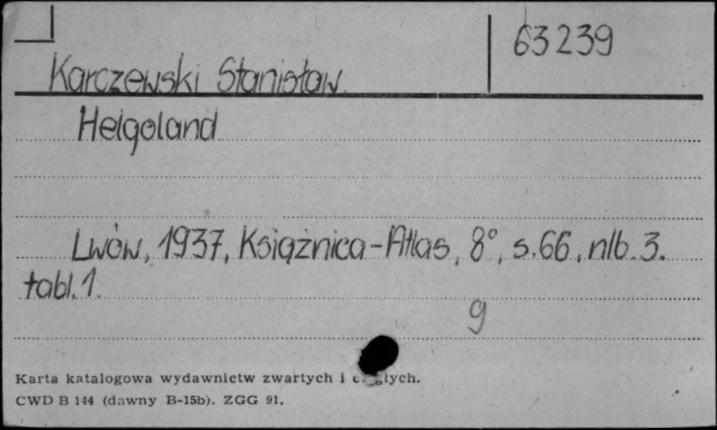 63239
Karczewski Stanisław
Helgoland
Lwów, 1937, Książnica-Atlas, 8°, s. 66, nlb. 3.
tabl. 1.
9
Karta katalogowa wydawnictw zwartych i
CWD B 144 (dawny B-15b). ZGG 91.